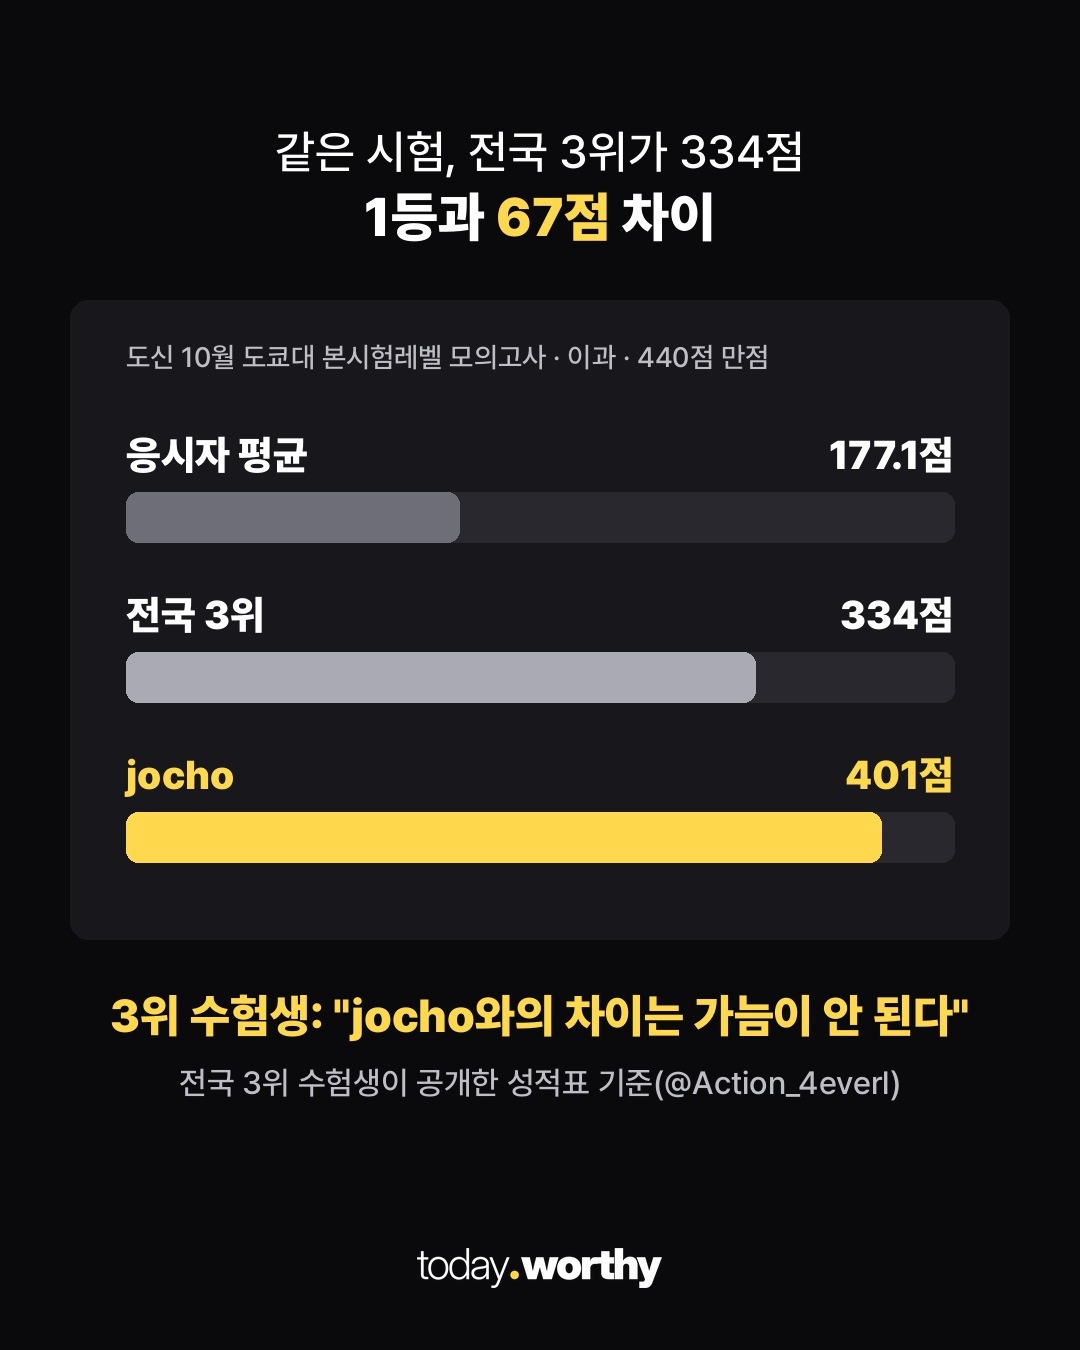 같은 시험, 전국 3위가 334점
1등과 67점 차이
도신 10월 도쿄대 본시험레벨 모의고사 · 이과 · 440점 만점
응시자 평균 177.1점
전국 3위 334점
jocho 401점
3위 수험생: "jocho와의 차이는 가늠이 안 된다"
전국 3위 수험생이 공개한 성적표 기준(@Action_4everl)
today.worthy